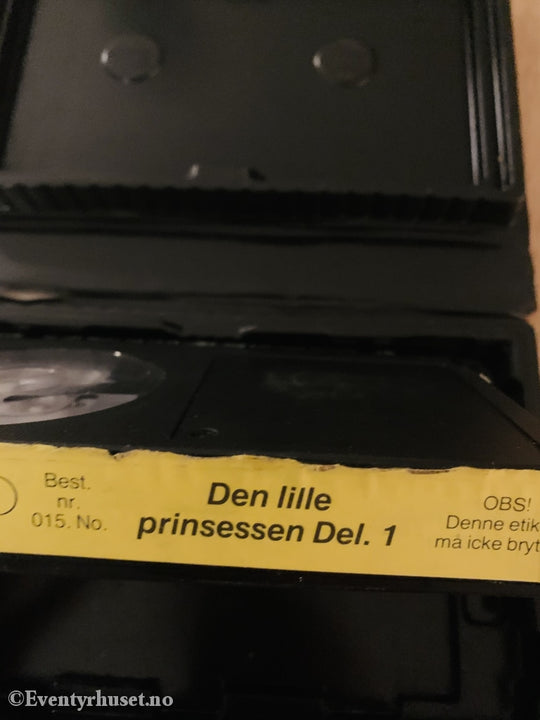 Best.
nr.
015. No.
Den lille
prinsessen Del. 1
OBS!
Denne etik
må icke bryt
©Eventyrhuset.no